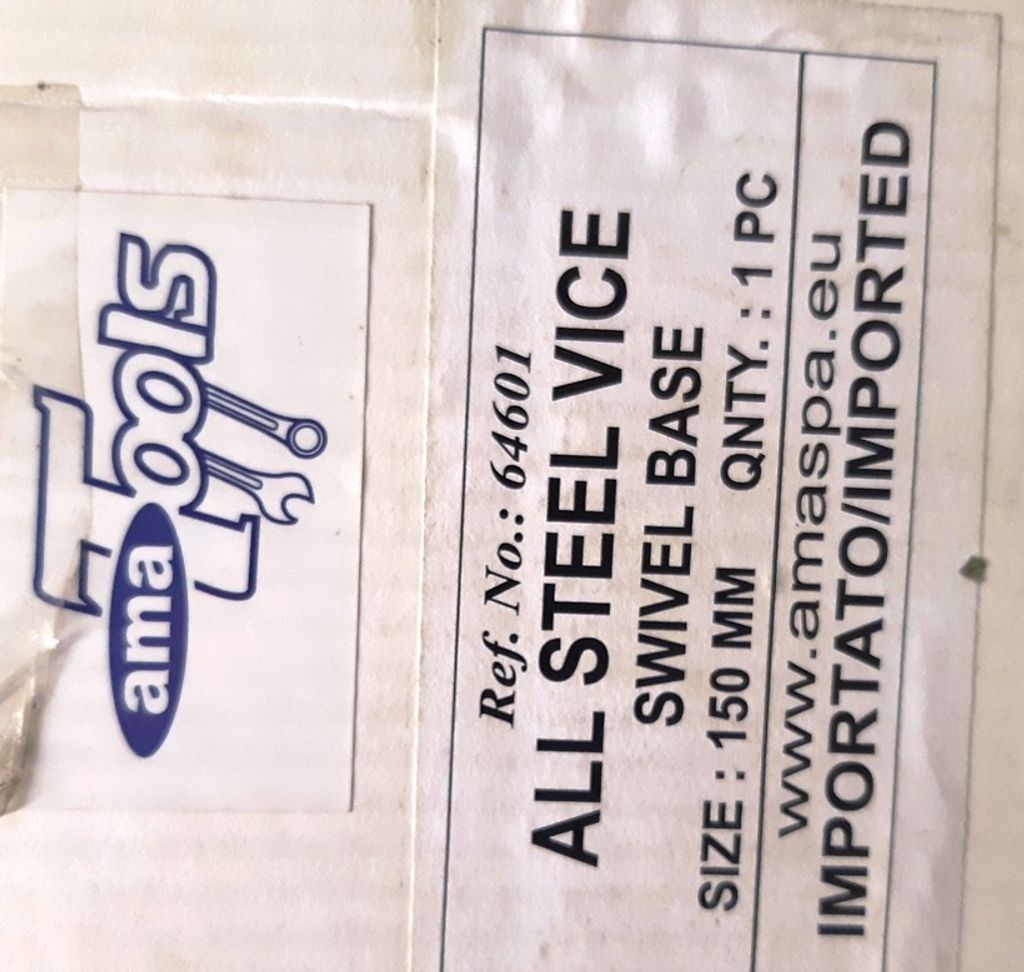 ama Tools
Ref. No.: 64601
ALL STEEL VICE
SWIVEL BASE
SIZE : 150 MM QNTY. : 1 PC
www.amaspa.eu
IMPORTATO/IMPORTED